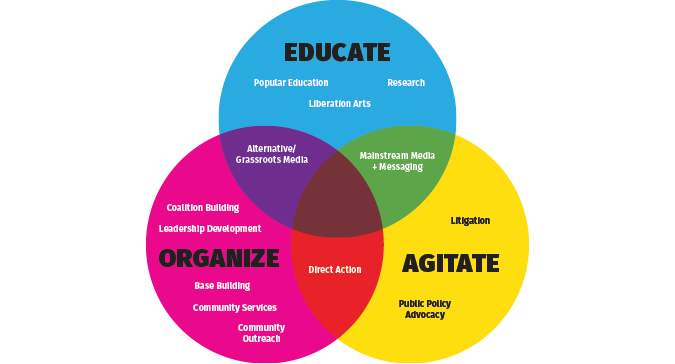 EDUCATE
Popular Education
Research
Liberation Arts
Alternative/
Grassroots Media
Mainstream Media
+ Messaging
Coalition Building
Leadership Development
Litigation
ORGANIZE
AGITATE
Direct Action
Base Building
Community Services
Public Policy
Advocacy
Community
Outreach